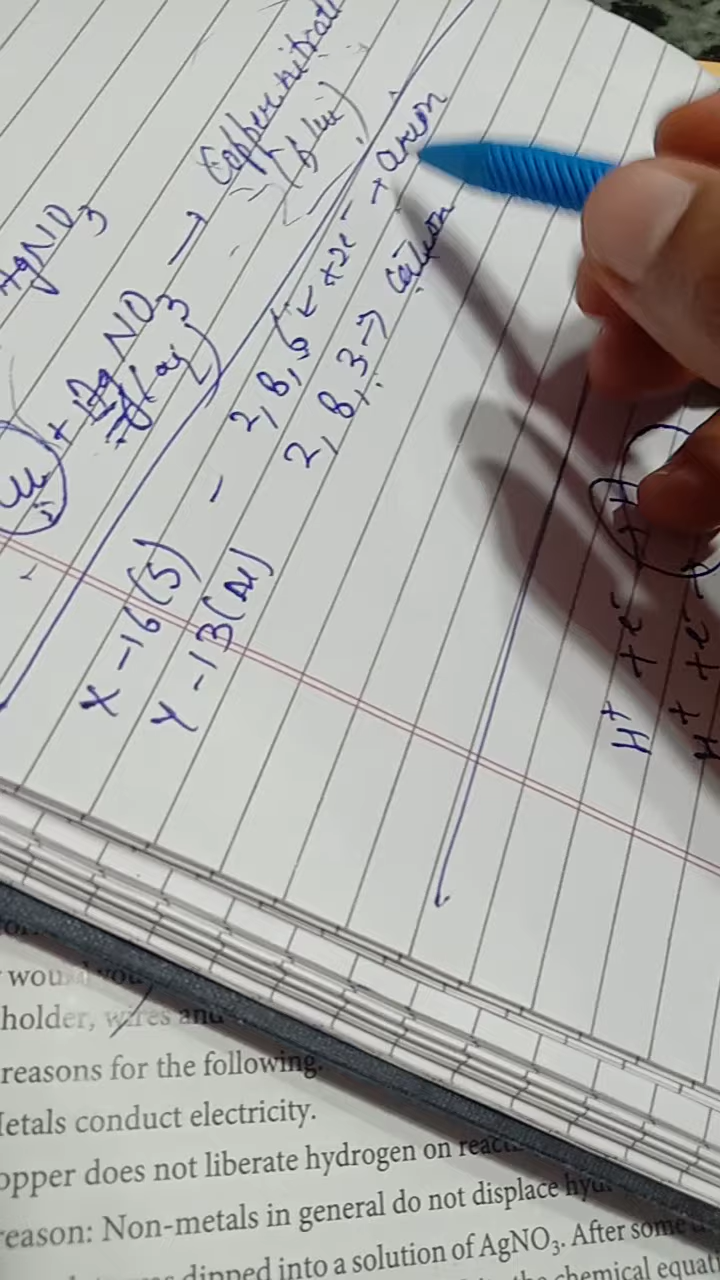 AgNO3
Cu + AgNO3 → Copper nitrate
(aq) (blue)
X - 16(S) - 2, 8, 6 + 2e- → anion
Y - 13(Al) 2, 8, 3 → cation
H+ + e-
H+ + e-
holder, wires and
reasons for the following.
Metals conduct electricity.
opper does not liberate hydrogen on reac
reason: Non-metals in general do not displace hy
dipped into a solution of AgNO3. After some
the chemical equat